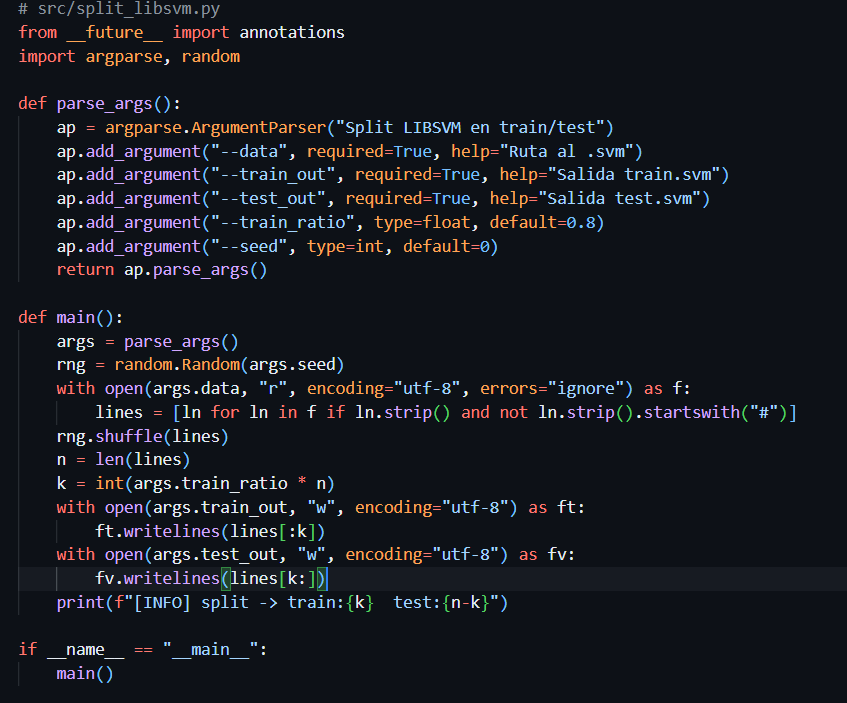 # src/split_libsvm.py
from __future__ import annotations
import argparse, random

def parse_args():
    ap = argparse.ArgumentParser("Split LIBSVM en train/test")
    ap.add_argument("--data", required=True, help="Ruta al .svm")
    ap.add_argument("--train_out", required=True, help="Salida train.svm")
    ap.add_argument("--test_out", required=True, help="Salida test.svm")
    ap.add_argument("--train_ratio", type=float, default=0.8)
    ap.add_argument("--seed", type=int, default=0)
    return ap.parse_args()

def main():
    args = parse_args()
    rng = random.Random(args.seed)
    with open(args.data, "r", encoding="utf-8", errors="ignore") as f:
        lines = [ln for ln in f if ln.strip() and not ln.strip().startswith("#")]
    rng.shuffle(lines)
    n = len(lines)
    k = int(args.train_ratio * n)
    with open(args.train_out, "w", encoding="utf-8") as ft:
        ft.writelines(lines[:k])
    with open(args.test_out, "w", encoding="utf-8") as fv:
        fv.writelines(lines[k:])
    print(f"[INFO] split -> train:{k}  test:{n-k}")

if __name__ == "__main__":
    main()